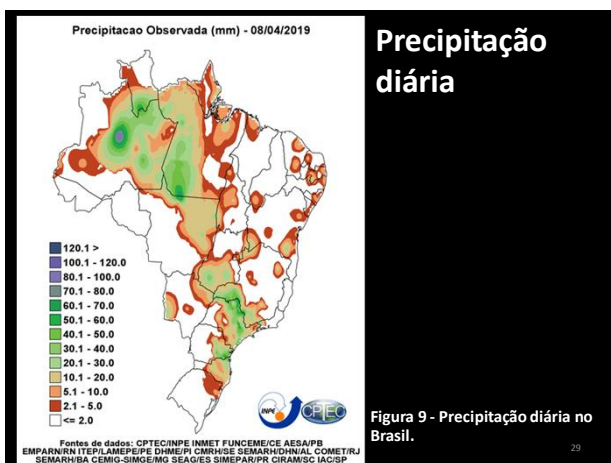 Precipitacao Observada (mm) - 08/04/2019
Precipitação
diária
120.1 >
100.1 - 120.0
80.1 - 100.0
70.1 - 80.0
60.1 - 70.0
50.1 - 60.0
40.1 - 50.0
30.1 - 40.0
20.1 - 30.0
10.1 - 20.0
5.1 - 10.0
2.1 - 5.0
<= 2.0
INPE
CPTEC
Figura 9 - Precipitação diária no
Brasil.
29
Fontes de dados: CPTEC/INPE INMET FUNCEME/CE AESA/PB
EMPARN/RN ITEP/LAMEPE/PE DHME/PI CMRH/SE SEMARH/DHN/AL COMET/RJ
SEMARH/BA CEMIG-SIMGE/MG SEAG/ES SIMEPAR/PR CIRAM/SC IAC/SP